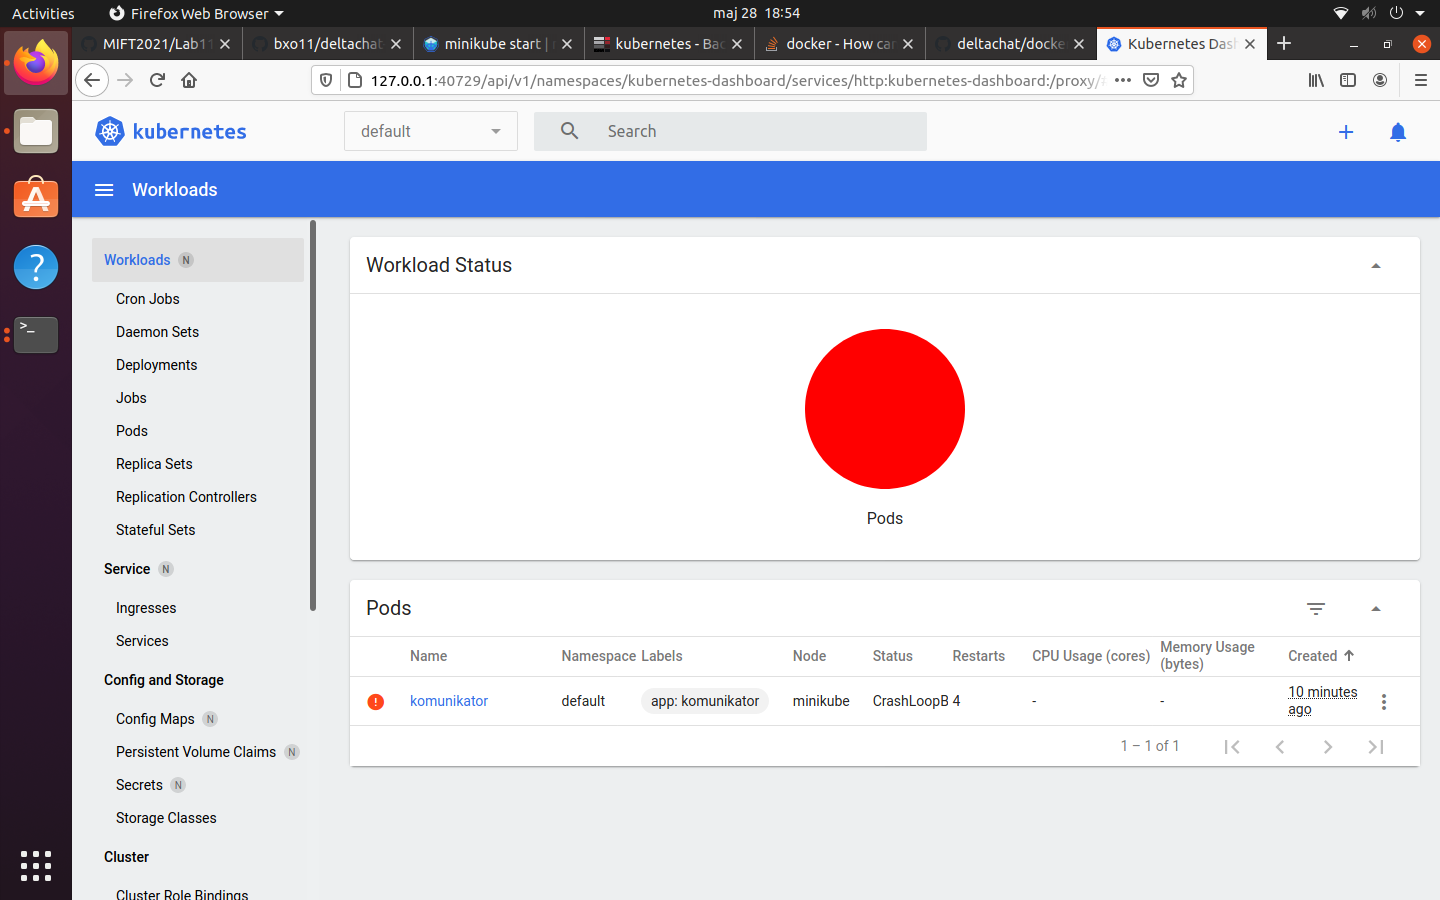 Activities Firefox Web Browser maj 28 18:54
MIFT2021/Lab11 bxo11/deltachat minikube start | kubernetes - Bac docker - How can deltachat/docke Kubernetes Dash
127.0.0.1:40729/api/v1/namespaces/kubernetes-dashboard/services/http:kubernetes-dashboard:/proxy/
kubernetes default Search
Workloads
Workloads N
Cron Jobs
Daemon Sets
Deployments
Jobs
Pods
Replica Sets
Replication Controllers
Stateful Sets
Service N
Ingresses
Services
Config and Storage
Config Maps N
Persistent Volume Claims N
Secrets N
Storage Classes
Cluster
Cluster Role Bindings
Workload Status
Pods
Pods
Name Namespace Labels Node Status Restarts CPU Usage (cores) Memory Usage (bytes) Created
komunikator default app: komunikator minikube CrashLoopB 4 - - 10 minutes ago
1 – 1 of 1